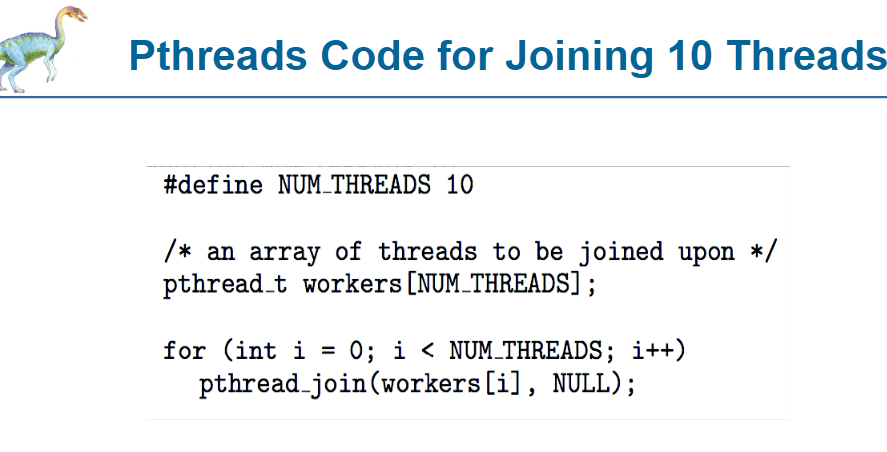 Pthreads Code for Joining 10 Threads
#define NUM_THREADS 10
/* an array of threads to be joined upon */
pthread_t workers[NUM_THREADS];
for (int i = 0; i < NUM_THREADS; i++)
pthread_join(workers[i], NULL);